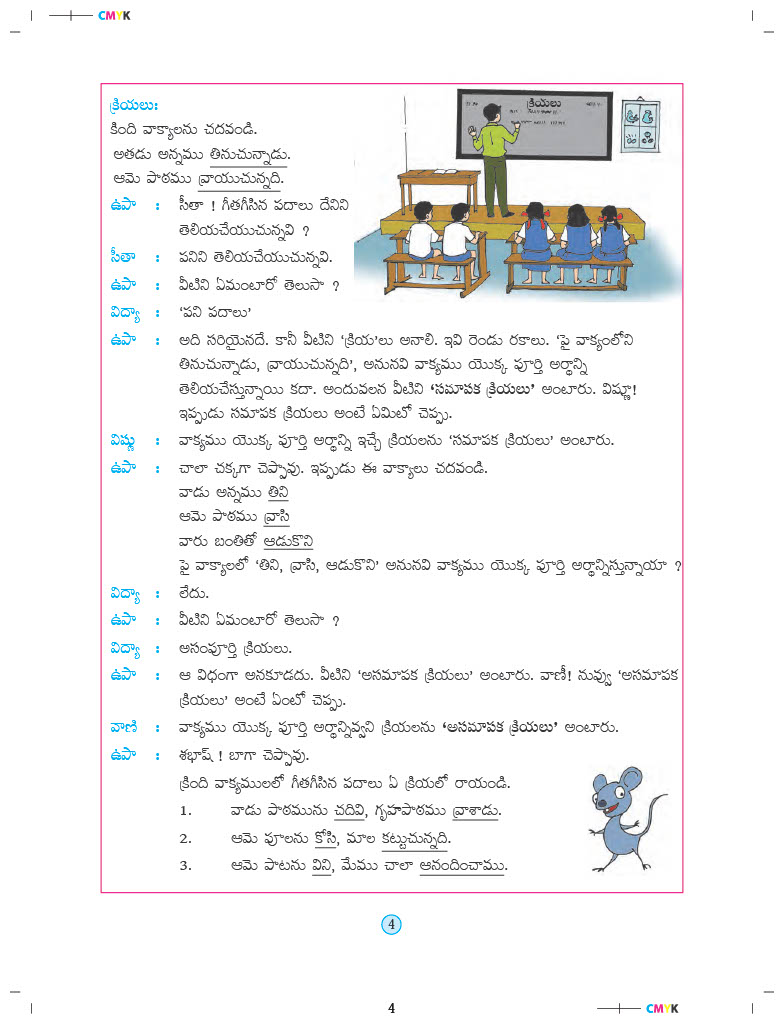 CMYK
క్రియలు:
కింది వాక్యాలను చదవండి.
అతడు అన్నము తినుచున్నాడు.
ఆమె పాఠము వ్రాయుచున్నది.
క్రియలు
ఉపా : సీతా ! గీతగీసిన పదాలు దేనిని
తెలియచేయుచున్నవి ?
సీతా : పనిని తెలియచేయుచున్నవి.
ఉపా : వీటిని ఏమంటారో తెలుసా ?
విద్యా : ‘పని పదాలు’
ఉపా : అది సరియైనదే. కానీ వీటిని ‘క్రియ’లు అనాలి. ఇవి రెండు రకాలు. ‘పై వాక్యంలోని
తినుచున్నాడు, వ్రాయుచున్నది’, అనునవి వాక్యము యొక్క పూర్తి అర్థాన్ని
తెలియచేస్తున్నాయి కదా. అందువలన వీటిని ‘సమాపక క్రియలు’ అంటారు. విష్ణూ!
ఇప్పుడు సమాపక క్రియలు అంటే ఏమిటో చెప్పు.
విష్ణు : వాక్యము యొక్క పూర్తి అర్థాన్ని ఇచ్చే క్రియలను ‘సమాపక క్రియలు’ అంటారు.
ఉపా : చాలా చక్కగా చెప్పావు. ఇప్పుడు ఈ వాక్యాలు చదవండి.
వాడు అన్నము తిని
ఆమె పాఠము వ్రాసి
వారు బంతితో ఆడుకొని
పై వాక్యాలలో ‘తిని, వ్రాసి, ఆడుకొని’ అనునవి వాక్యము యొక్క పూర్తి అర్థాన్నిస్తున్నాయా ?
విద్యా : లేదు.
ఉపా : వీటిని ఏమంటారో తెలుసా ?
విద్యా : అసంపూర్తి క్రియలు.
ఉపా : ఆ విధంగా అనకూడదు. వీటిని ‘అసమాపక క్రియలు’ అంటారు. వాణీ! నువ్వు ‘అసమాపక
క్రియలు’ అంటే ఏంటో చెప్పు.
వాణి : వాక్యము యొక్క పూర్తి అర్థాన్నివ్వని క్రియలను ‘అసమాపక క్రియలు’ అంటారు.
ఉపా : శభాష్ ! బాగా చెప్పావు.
క్రింది వాక్యములలో గీతగీసిన పదాలు ఏ క్రియలో రాయండి.
1. వాడు పాఠమును చదివి, గృహపాఠము వ్రాశాడు.
2. ఆమె పూలను కోసి, మాల కట్టుచున్నది.
3. ఆమె పాటను విని, మేము చాలా ఆనందించాము.
4
4
CMYK